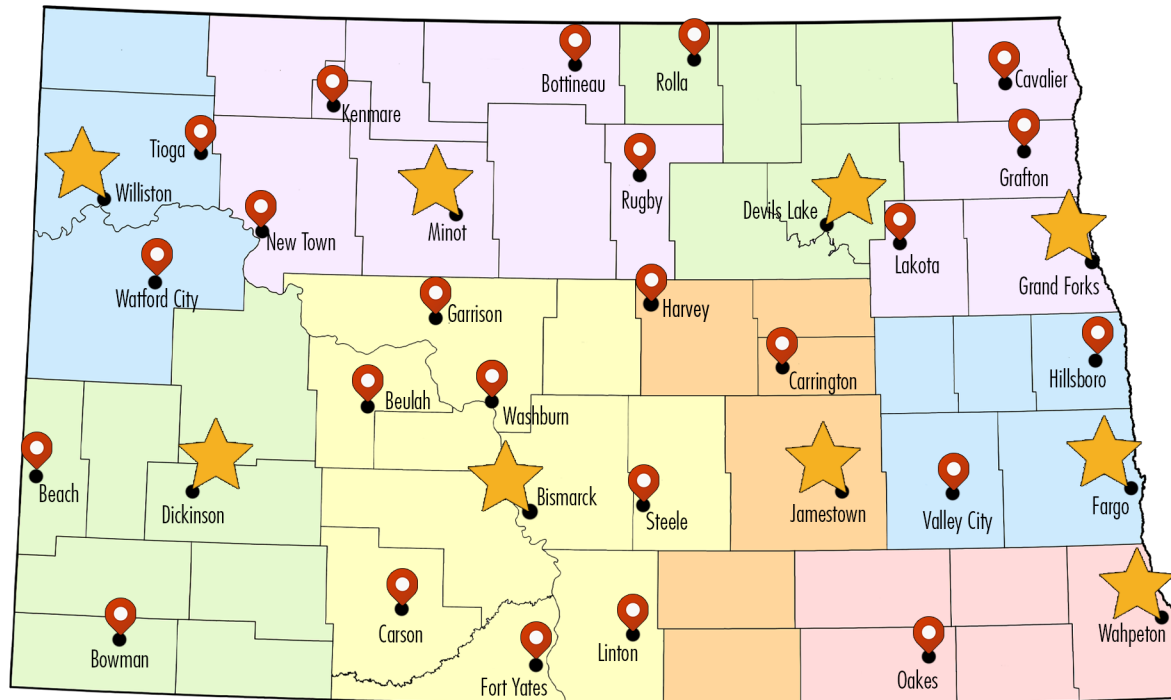 Bottineau
Rolla
Cavalier
Kenmare
Tioga
Grafton
Williston
Rugby
Devils Lake
Minot
New Town
Lakota
Grand Forks
Watford City
Garrison
Harvey
Hillsboro
Carrington
Beulah
Washburn
Beach
Bismarck
Dickinson
Steele
Jamestown
Valley City
Fargo
Carson
Wahpeton
Linton
Bowman
Oakes
Fort Yates